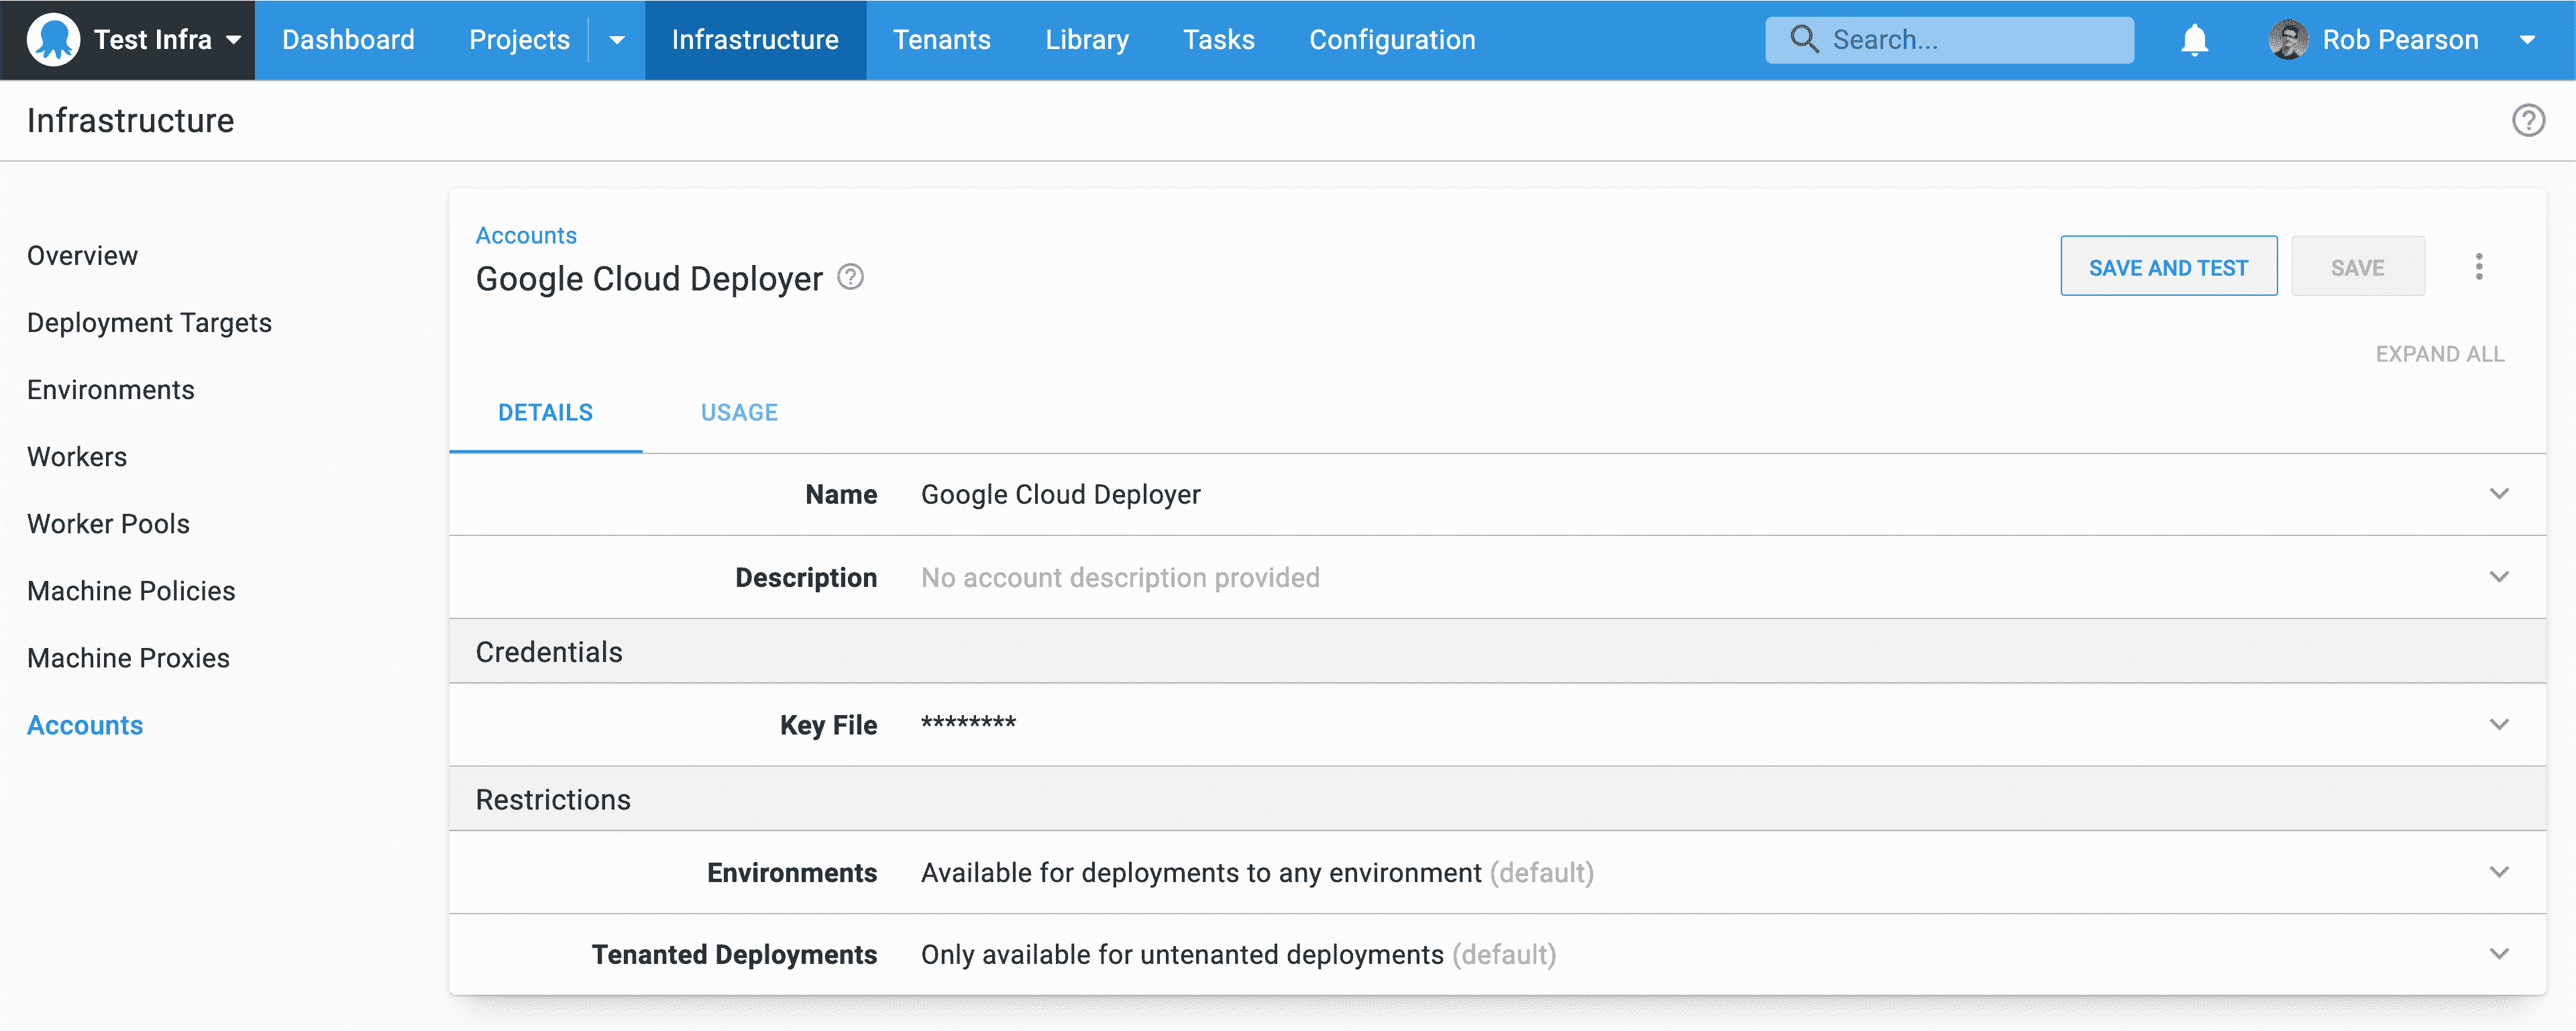 Test Infra Dashboard Projects Infrastructure Tenants Library Tasks Configuration Search... Rob Pearson
Infrastructure
Overview
Deployment Targets
Environments
Workers
Worker Pools
Machine Policies
Machine Proxies
Accounts
Accounts
Google Cloud Deployer
SAVE AND TEST SAVE
EXPAND ALL
DETAILS USAGE
Name Google Cloud Deployer
Description No account description provided
Credentials
Key File ********
Restrictions
Environments Available for deployments to any environment (default)
Tenanted Deployments Only available for untenanted deployments (default)